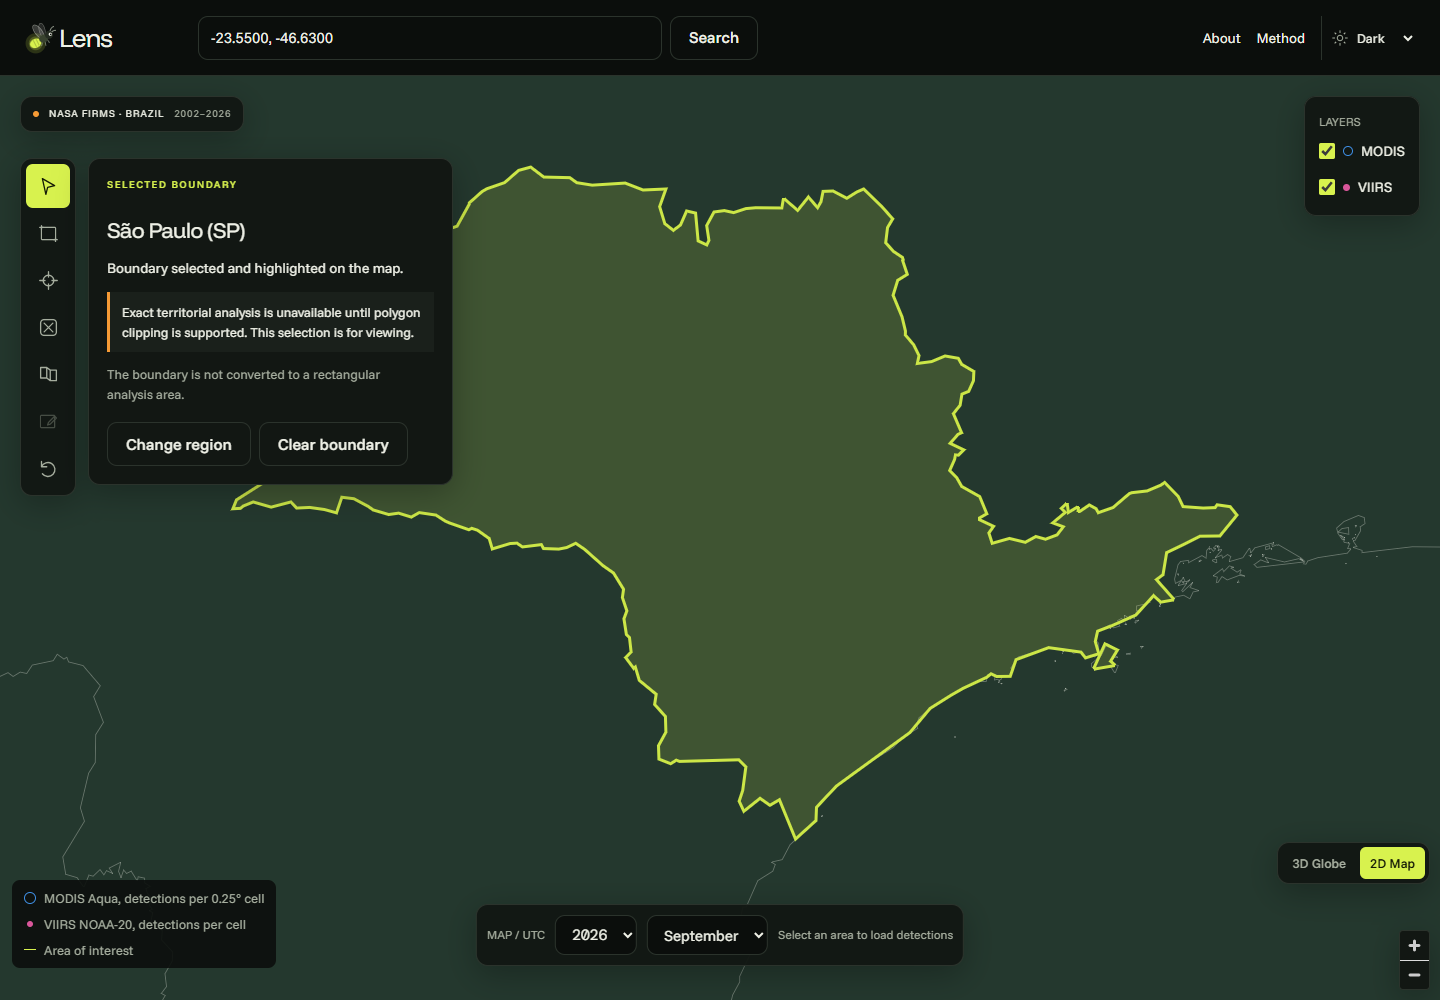 Lens
-23.5500, -46.6300
Search
About
Method
Dark
NASA FIRMS · BRAZIL 2002–2026
LAYERS
MODIS
VIIRS
SELECTED BOUNDARY
São Paulo (SP)
Boundary selected and highlighted on the map.
Exact territorial analysis is unavailable until polygon
clipping is supported. This selection is for viewing.
The boundary is not converted to a rectangular
analysis area.
Change region
Clear boundary
3D Globe
2D Map
MODIS Aqua, detections per 0.25° cell
VIIRS NOAA-20, detections per cell
Area of interest
MAP / UTC
2026
September
Select an area to load detections
+
−